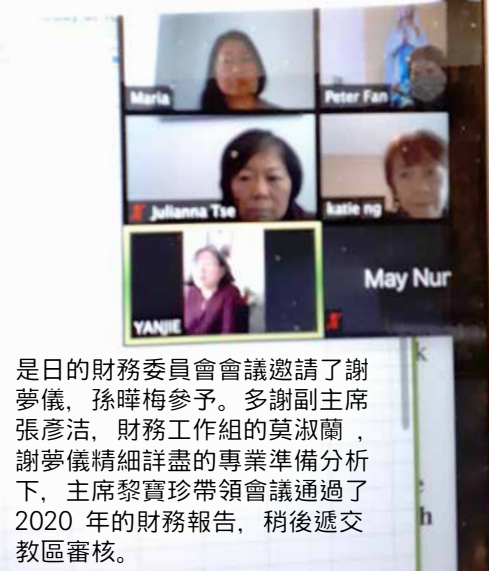 Maria
Peter Fan
Julianna Tse
katie ng
YANJIE
May Nur
k
h
是日的財務委員會會議邀請了謝
夢儀, 孫曄梅參予。多謝副主席
張彥洁, 財務工作組的莫淑蘭 ,
謝夢儀精細詳盡的專業準備分析
下, 主席黎寶珍帶領會議通過了
2020 年的財務報告, 稍後遞交
教區審核。